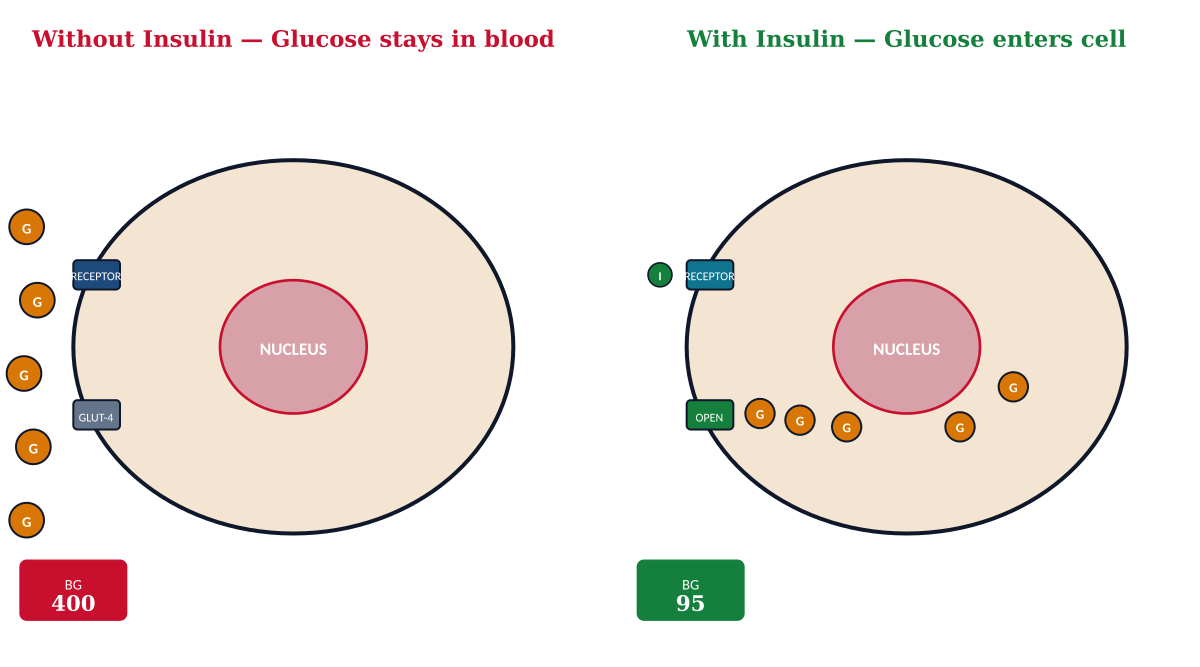 Without Insulin — Glucose stays in blood
G
RECEPTOR
G
NUCLEUS
G
GLUT-4
G
G
BG
400
With Insulin — Glucose enters cell
I
RECEPTOR
NUCLEUS
G
OPEN
G
G
G
G
BG
95